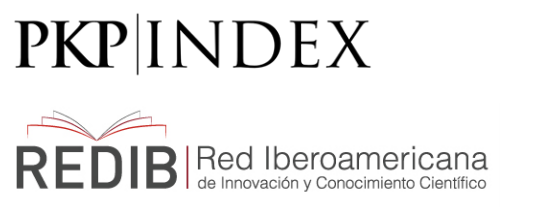 PKP|INDEX
REDIB | Red Iberoamericana
de Innovación y Conocimiento Científico